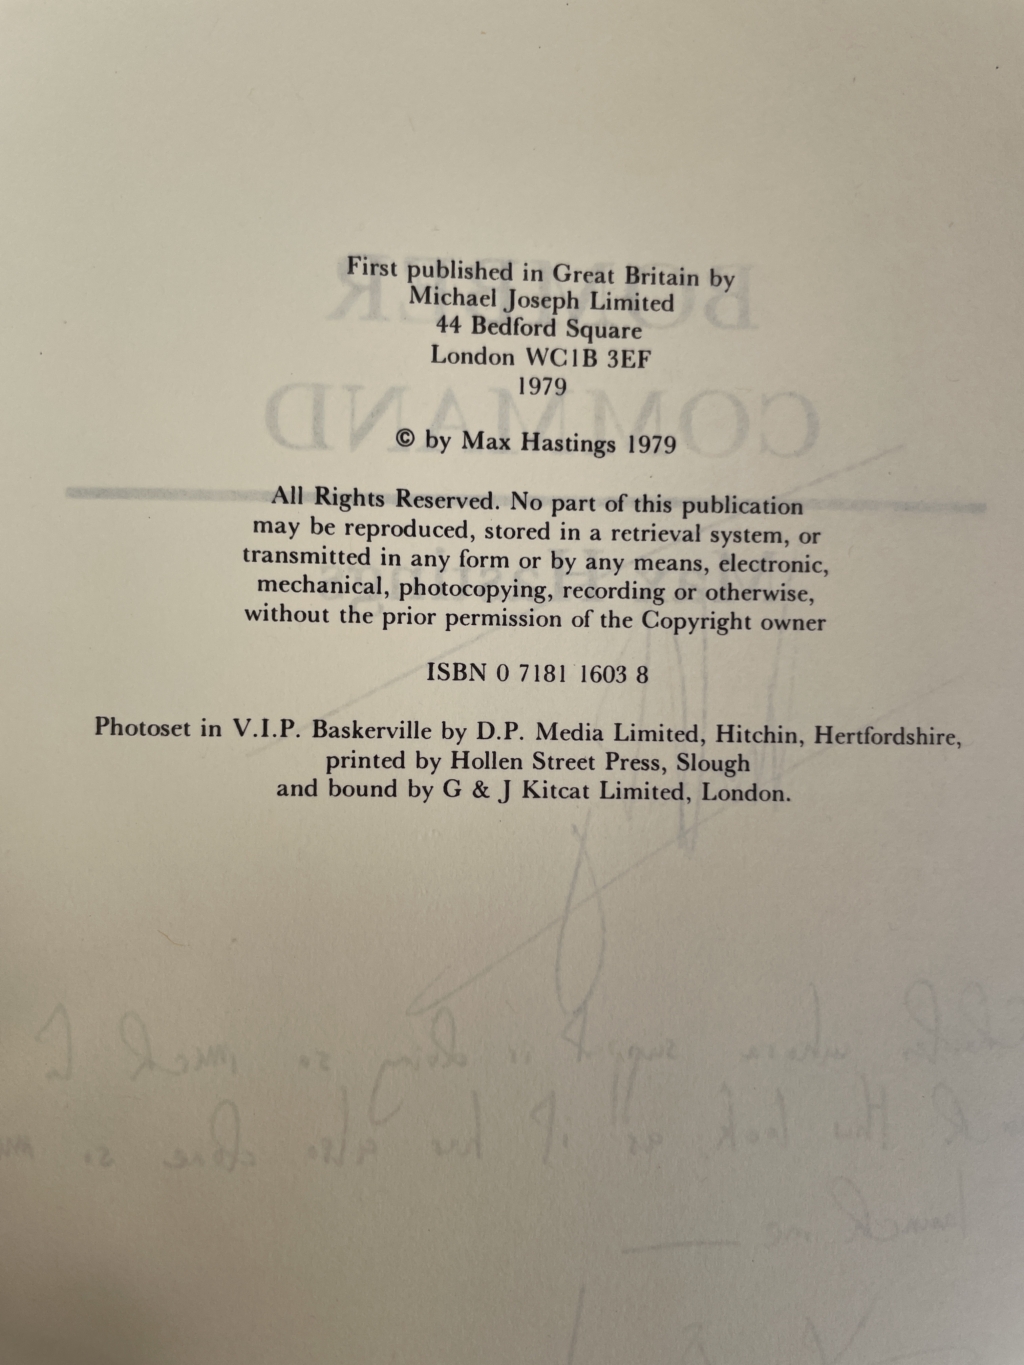 First published in Great Britain by
Michael Joseph Limited
44 Bedford Square
London WC1B 3EF
1979
© by Max Hastings 1979
All Rights Reserved. No part of this publication
may be reproduced, stored in a retrieval system, or
transmitted in any form or by any means, electronic,
mechanical, photocopying, recording or otherwise,
without the prior permission of the Copyright owner
ISBN 0 7181 1603 8
Photoset in V.I.P. Baskerville by D.P. Media Limited, Hitchin, Hertfordshire,
printed by Hollen Street Press, Slough
and bound by G & J Kitcat Limited, London.